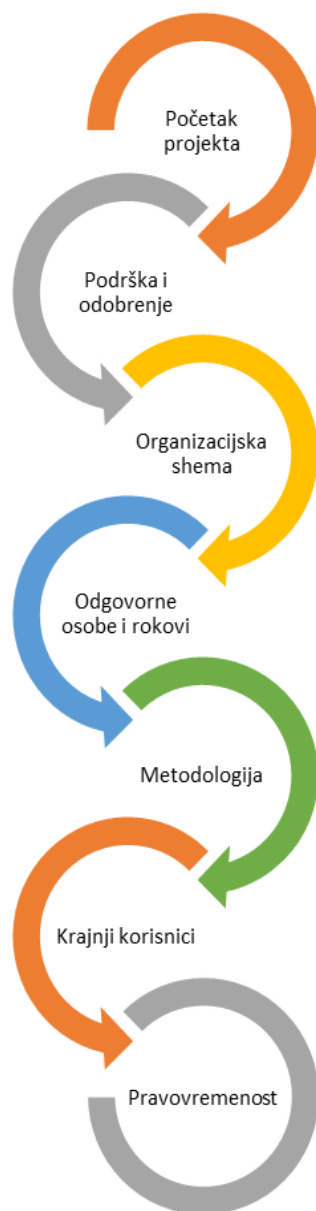 Početak
projekta
Podrška i
odobrenje
Organizacijska
shema
Odgovorne
osobe i rokovi
Metodologija
Krajnji korisnici
Pravovremenost